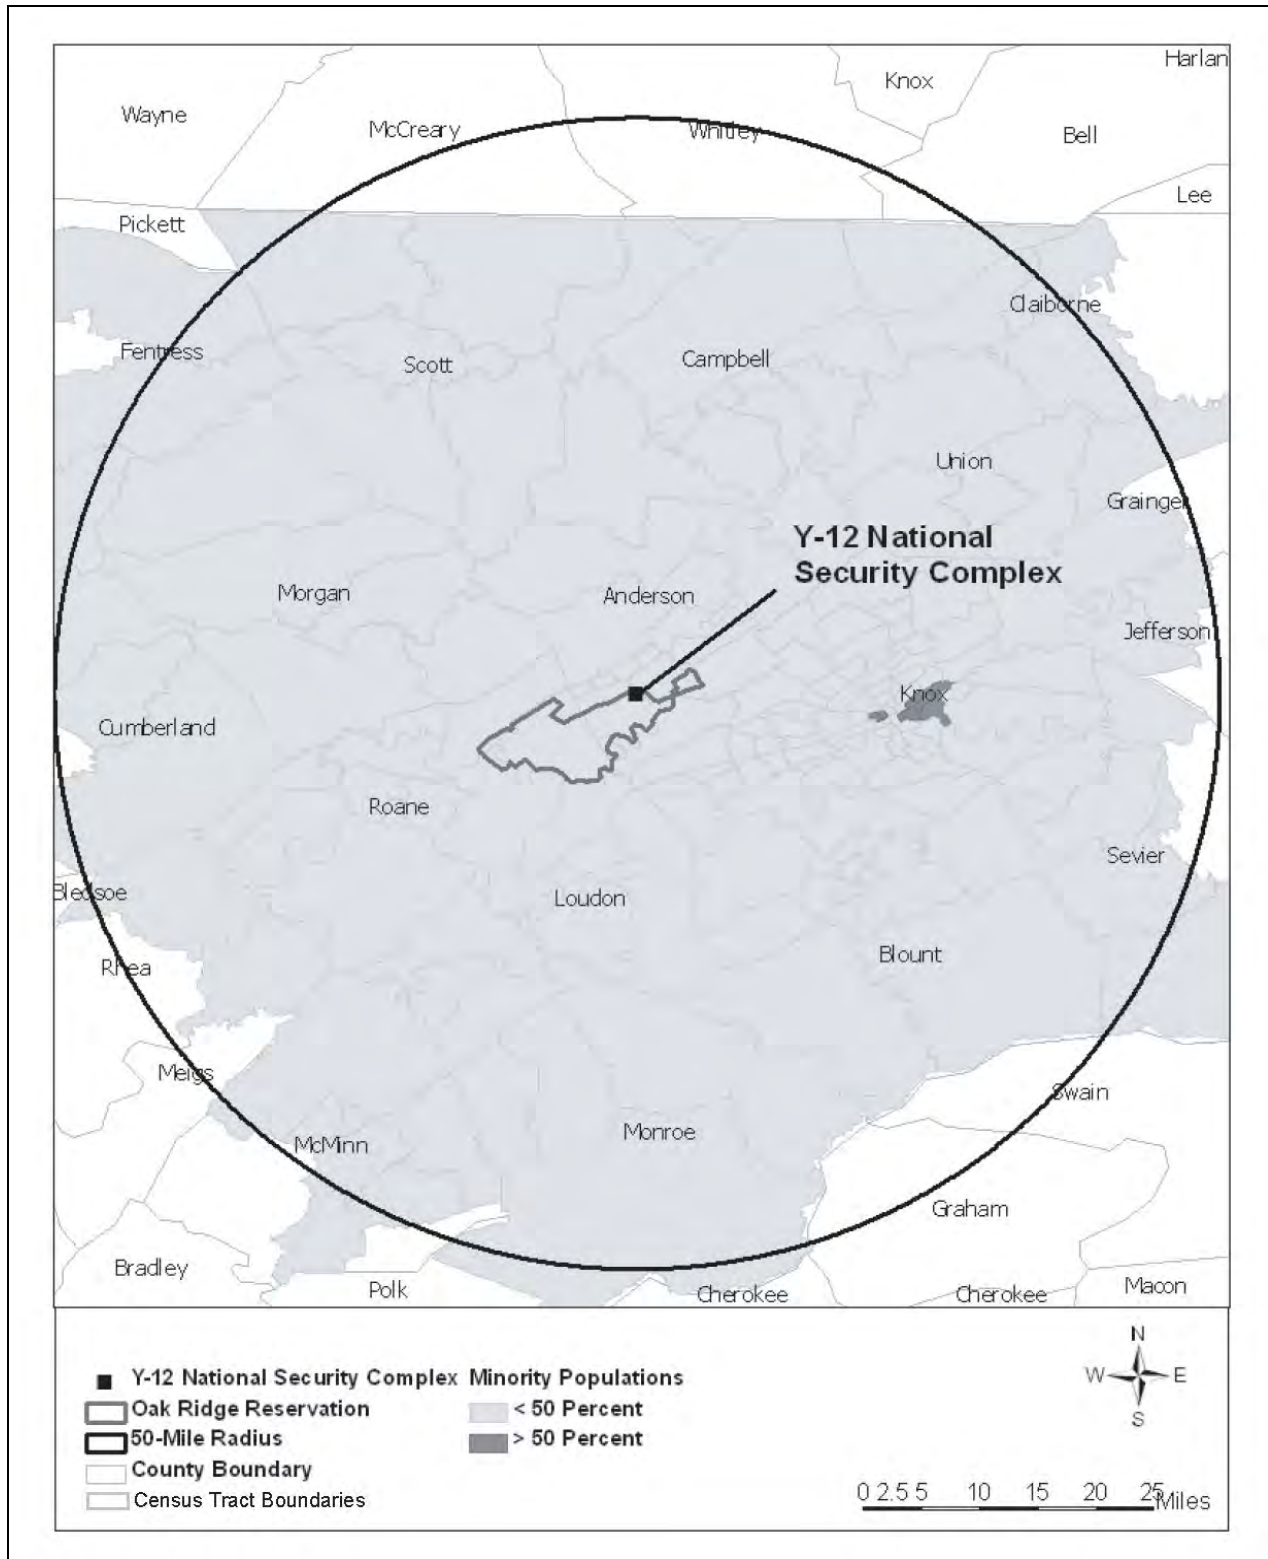 Harlan
Knox
Wayne
McCreary
Whitley
Bell
Lee
Pickett
Claiborne
Fentress
Scott
Campbell
Union
Grainger
Y-12 National
Security Complex
Morgan
Anderson
Jefferson
Knox
Cumberland
Roane
Sevier
Bledsoe
Loudon
Blount
Rhea
Meigs
Swain
McMinn
Monroe
Graham
Bradley
Polk
Cherokee
Cherokee
Macon
Y-12 National Security Complex
Oak Ridge Reservation
50-Mile Radius
County Boundary
Census Tract Boundaries
Minority Populations
< 50 Percent
> 50 Percent
N
W E
S
0 2.5 5 10 15 20 25
Miles